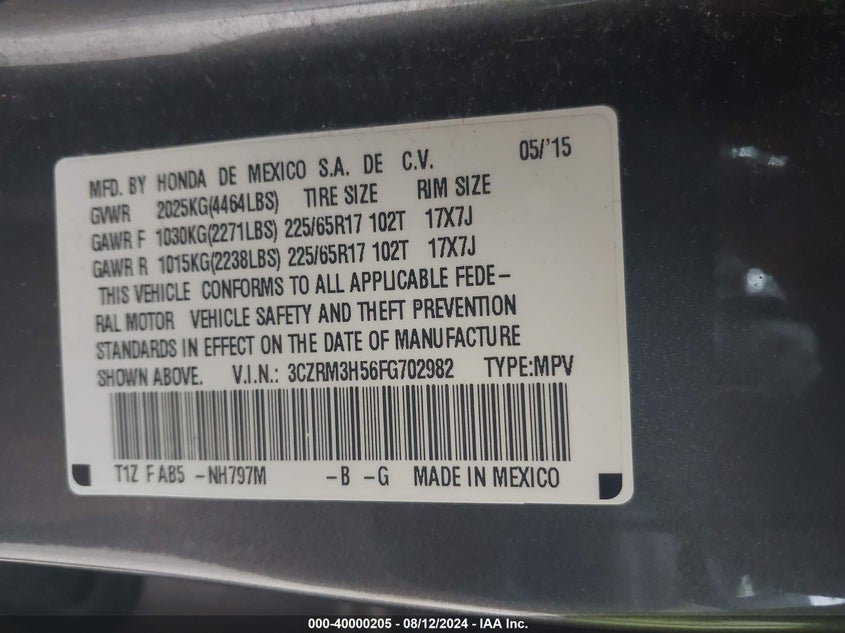 MFD. BY HONDA DE MEXICO S.A. DE C.V. 05/'15
GVWR 2025KG(4464LBS) TIRE SIZE RIM SIZE
GAWR F 1030KG(2271LBS) 225/65R17 102T 17X7J
GAWR R 1015KG(2238LBS) 225/65R17 102T 17X7J
THIS VEHICLE CONFORMS TO ALL APPLICABLE FEDE-
RAL MOTOR VEHICLE SAFETY AND THEFT PREVENTION
STANDARDS IN EFFECT ON THE DATE OF MANUFACTURE
SHOWN ABOVE. V.I.N.: 3CZRM3H56FG702982 TYPE:MPV
T1Z F AB5 -NH797M -B -G MADE IN MEXICO
000-40000205 - 08/12/2024 - IAA Inc.